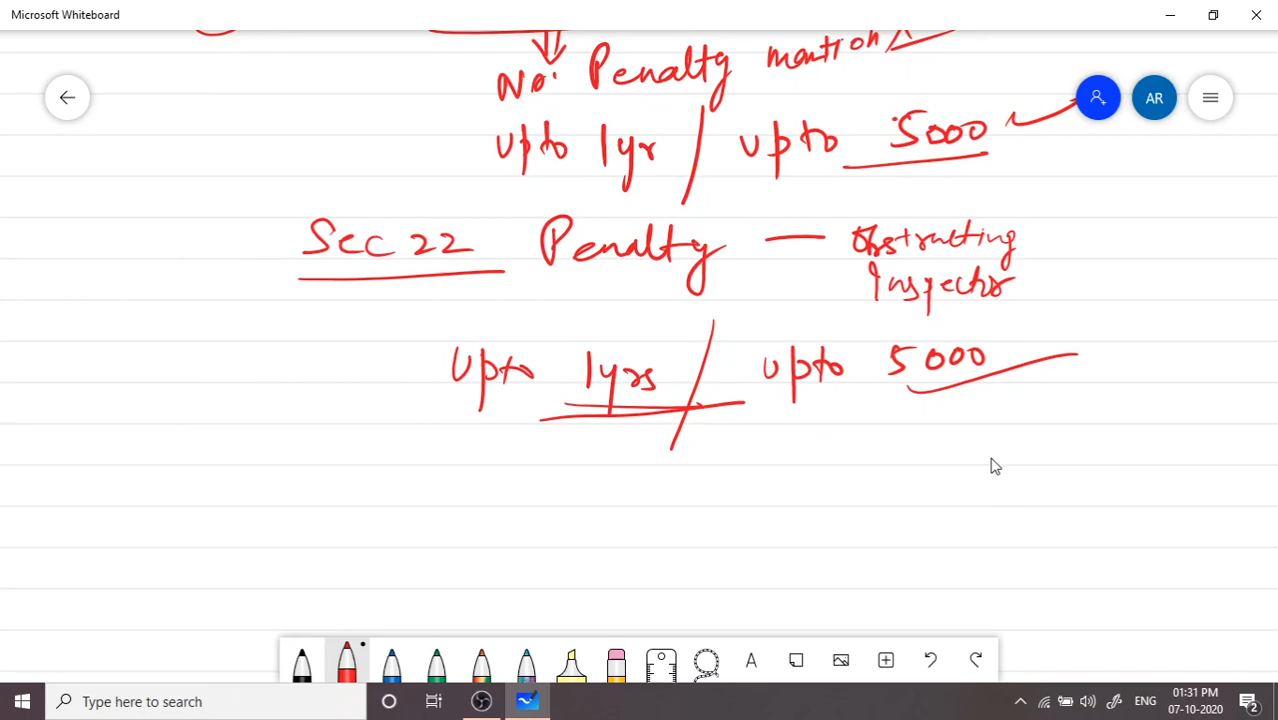 Microsoft Whiteboard
No. Penalty mention
upto 1yr / upto 5000
AR
Sec 22 Penalty — Obstructing
Inspector
Upto 1yrs / upto 5000
A
Type here to search
ENG
01:31 PM
07-10-2020
2